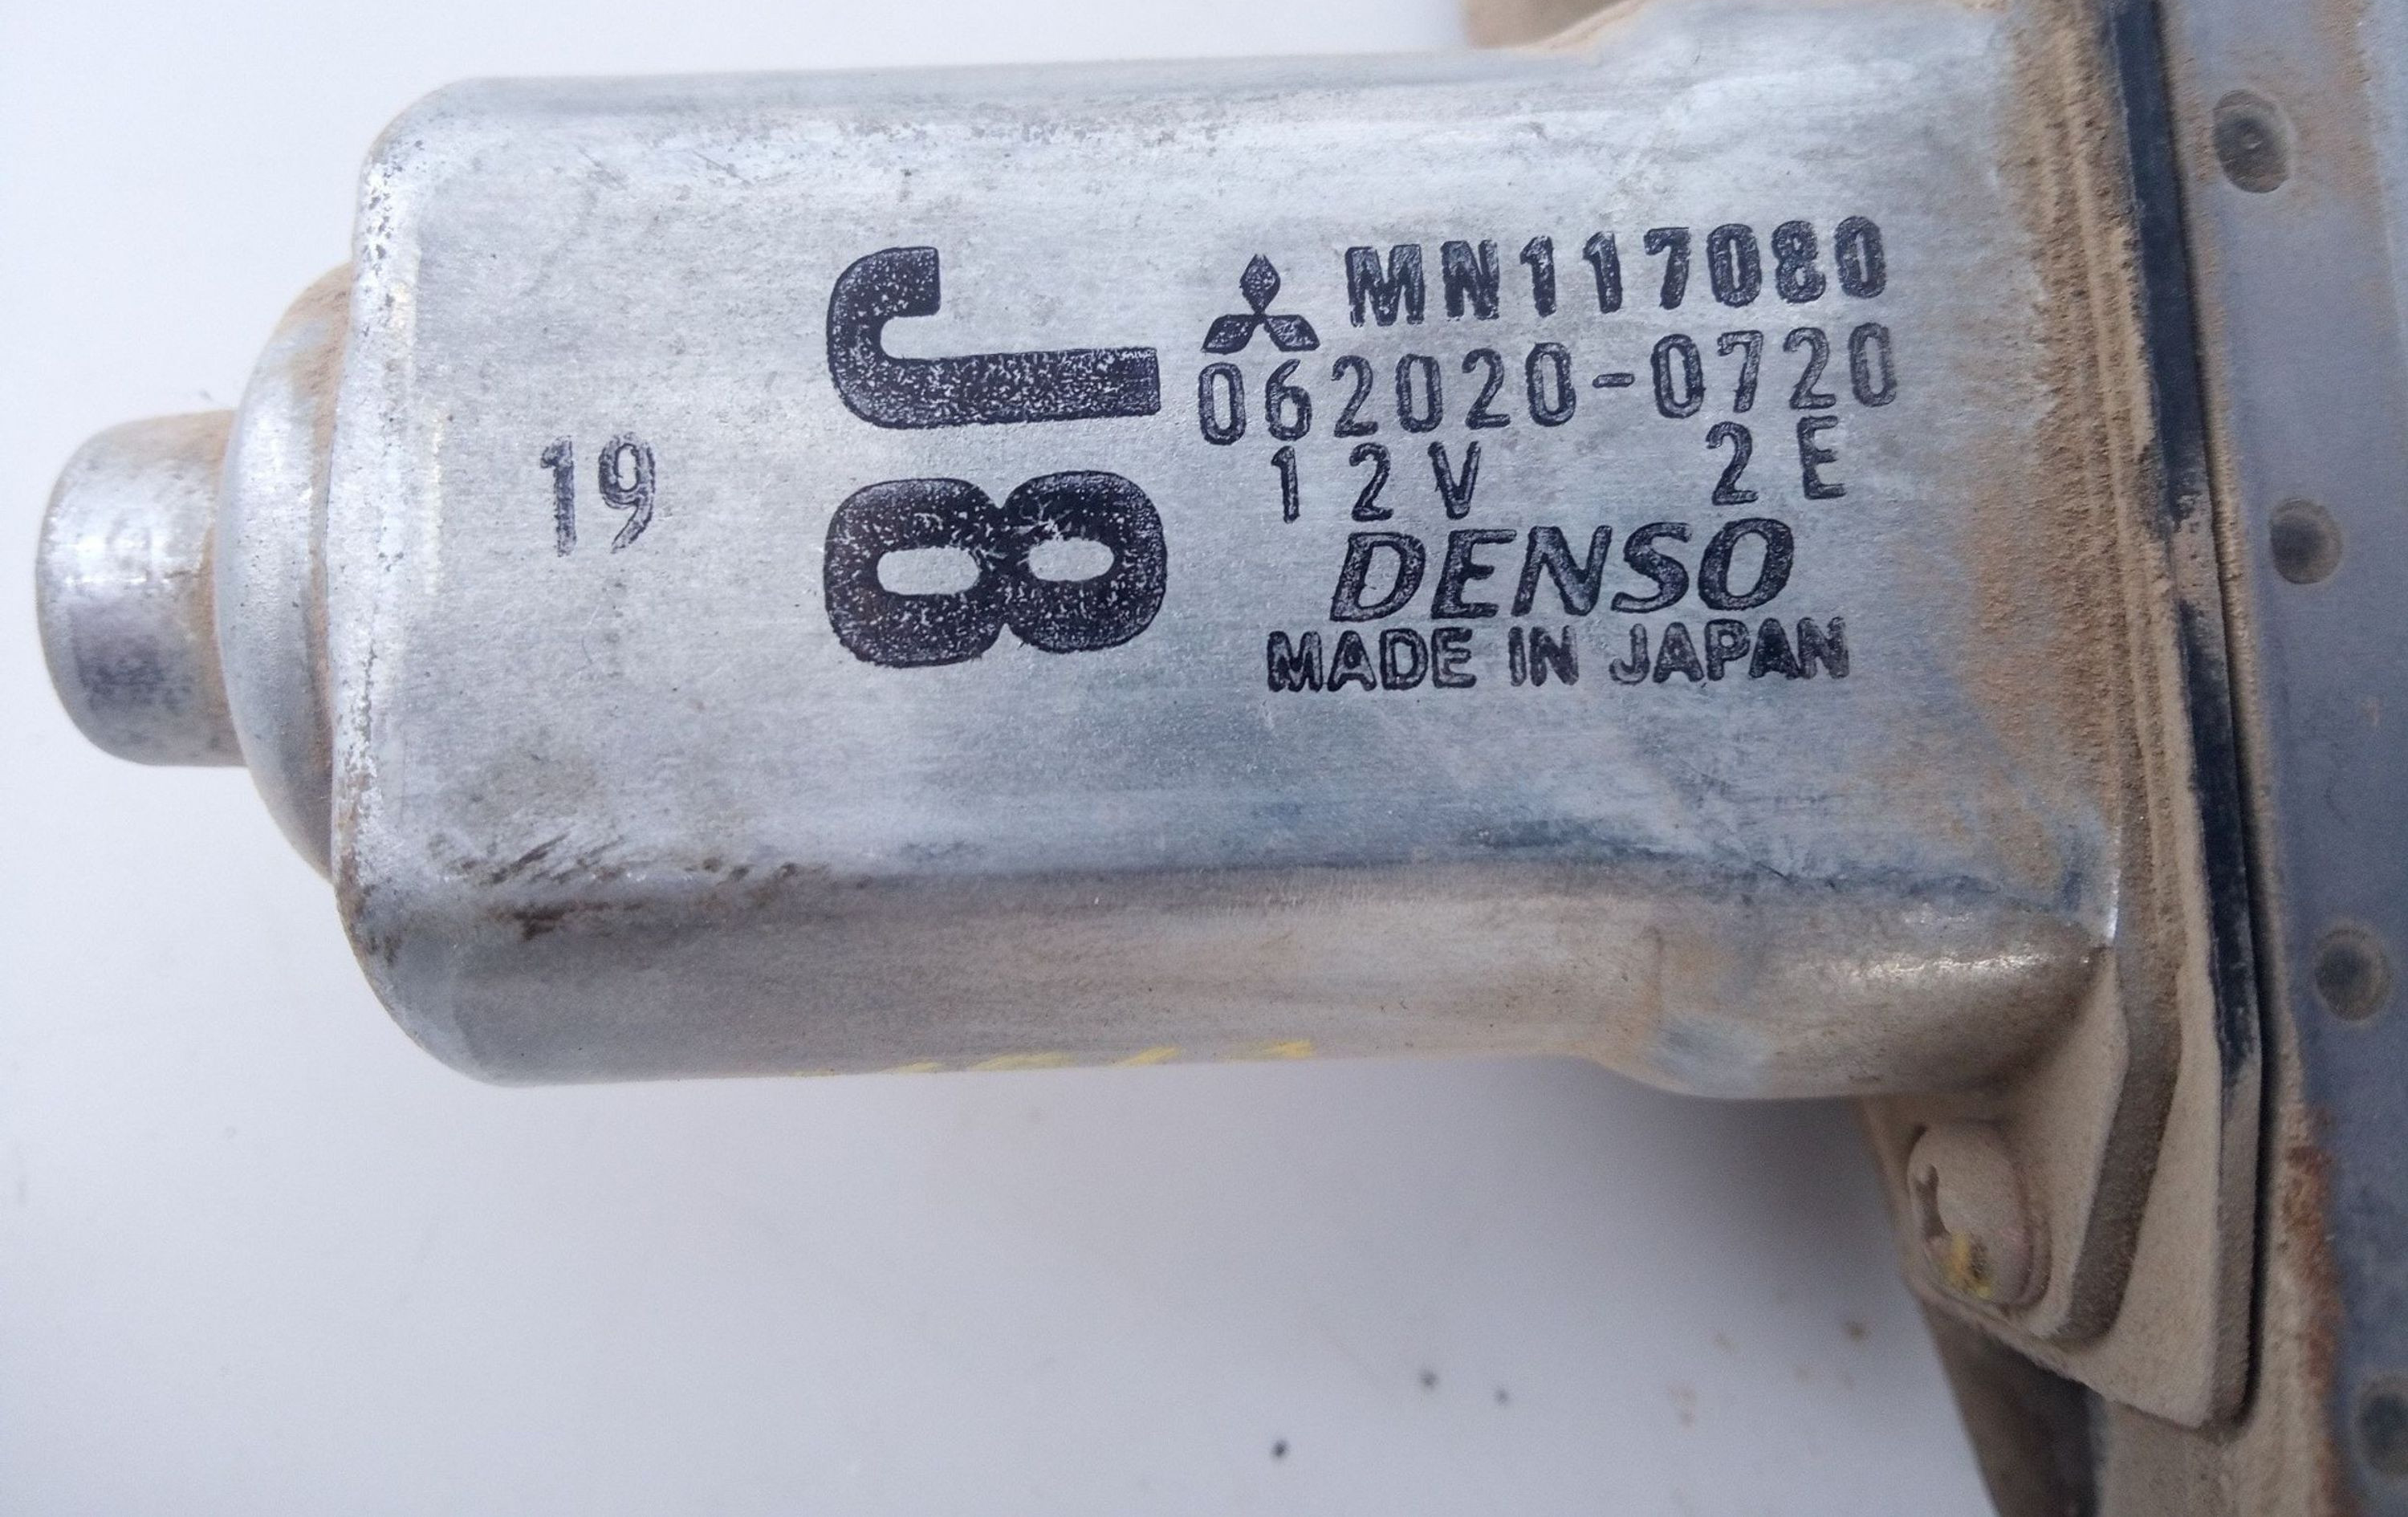 MN117080
062020-0720
12V 2E
DENSO
MADE IN JAPAN
J8
19